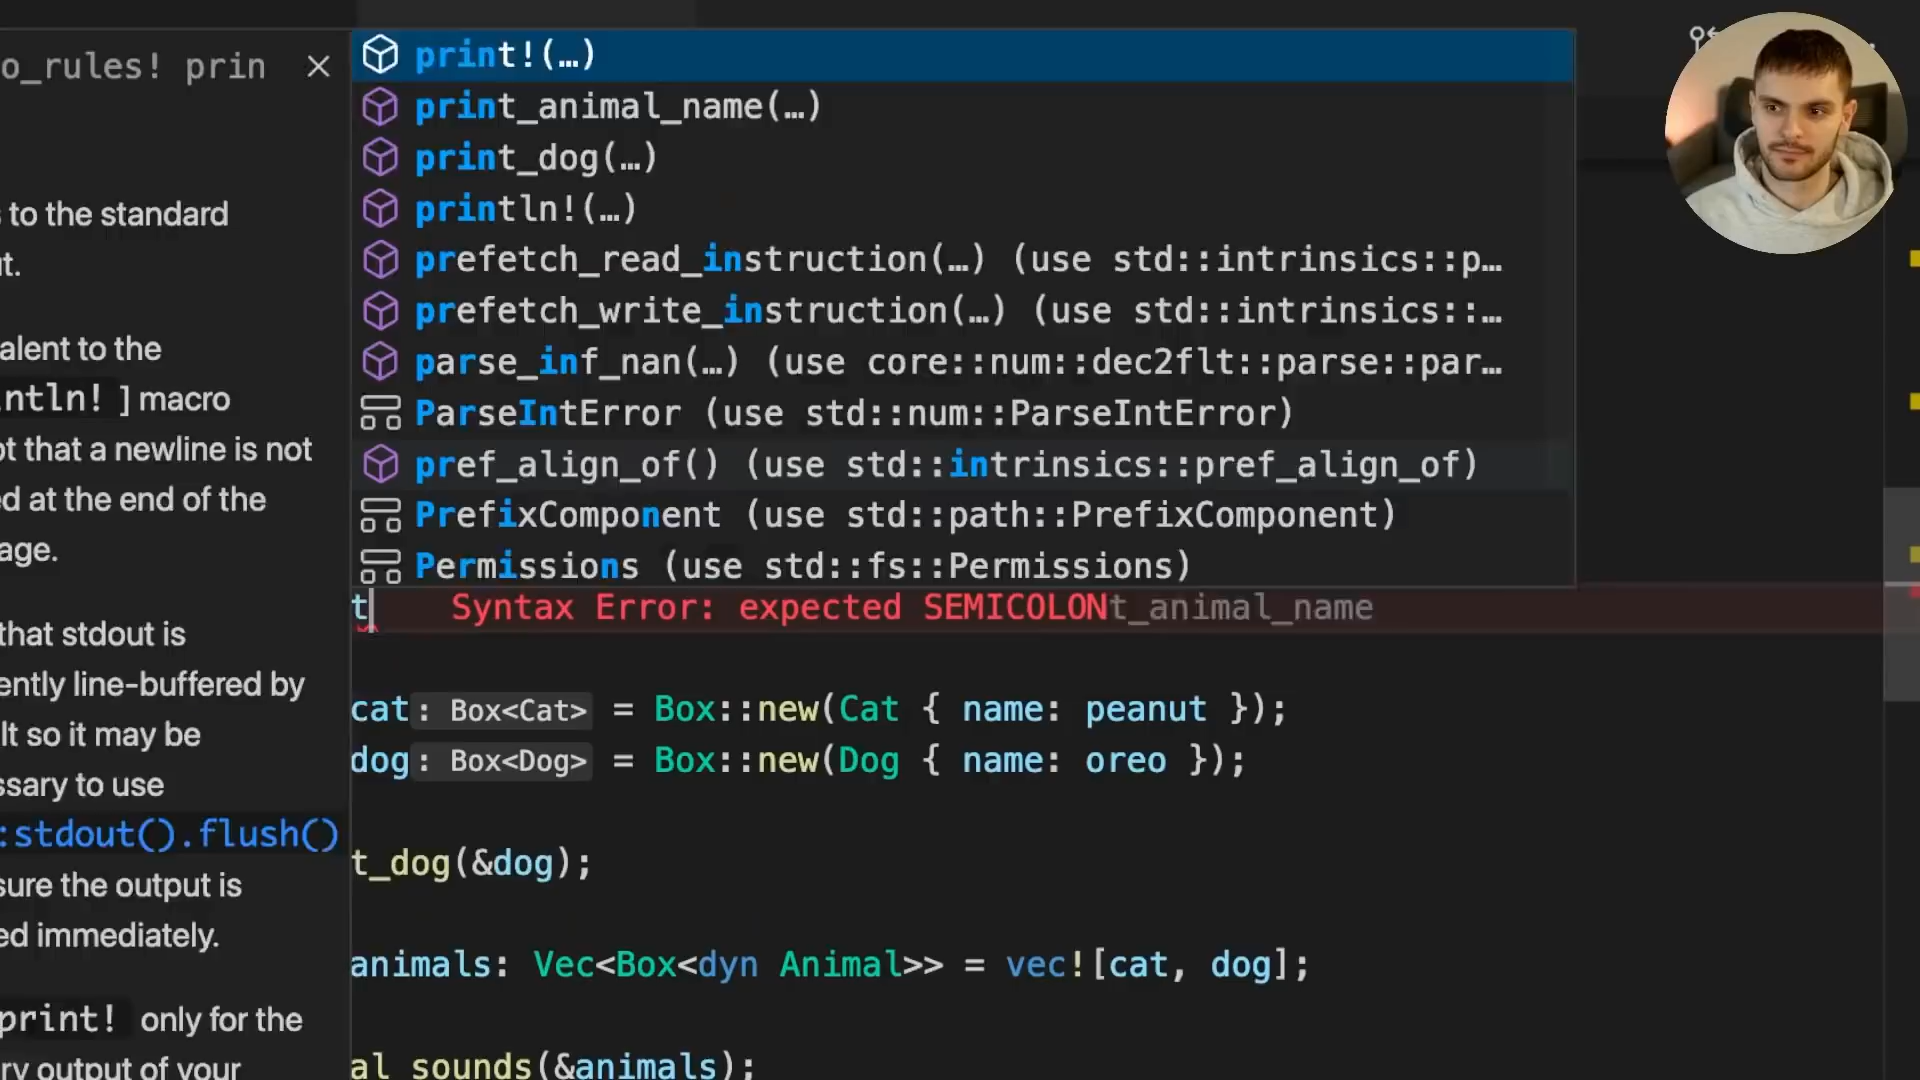 o_rules! prin
s to the standard
t.
alent to the
ntln! ] macro
pt that a newline is not
ed at the end of the
age.
that stdout is
ently line-buffered by
lt so it may be
ssary to use
:stdout().flush()
sure the output is
ed immediately.
print! only for the
ry output of your
print!(…)
print_animal_name(…)
print_dog(…)
println!(…)
prefetch_read_instruction(…) (use std::intrinsics::p…
prefetch_write_instruction(…) (use std::intrinsics::…
parse_inf_nan(…) (use core::num::dec2flt::parse::par…
ParseIntError (use std::num::ParseIntError)
pref_align_of() (use std::intrinsics::pref_align_of)
PrefixComponent (use std::path::PrefixComponent)
Permissions (use std::fs::Permissions)
t Syntax Error: expected SEMICOLONt_animal_name
cat: Box<Cat> = Box::new(Cat { name: peanut });
dog: Box<Dog> = Box::new(Dog { name: oreo });
t_dog(&dog);
animals: Vec<Box<dyn Animal>> = vec![cat, dog];
al_sounds(&animals);